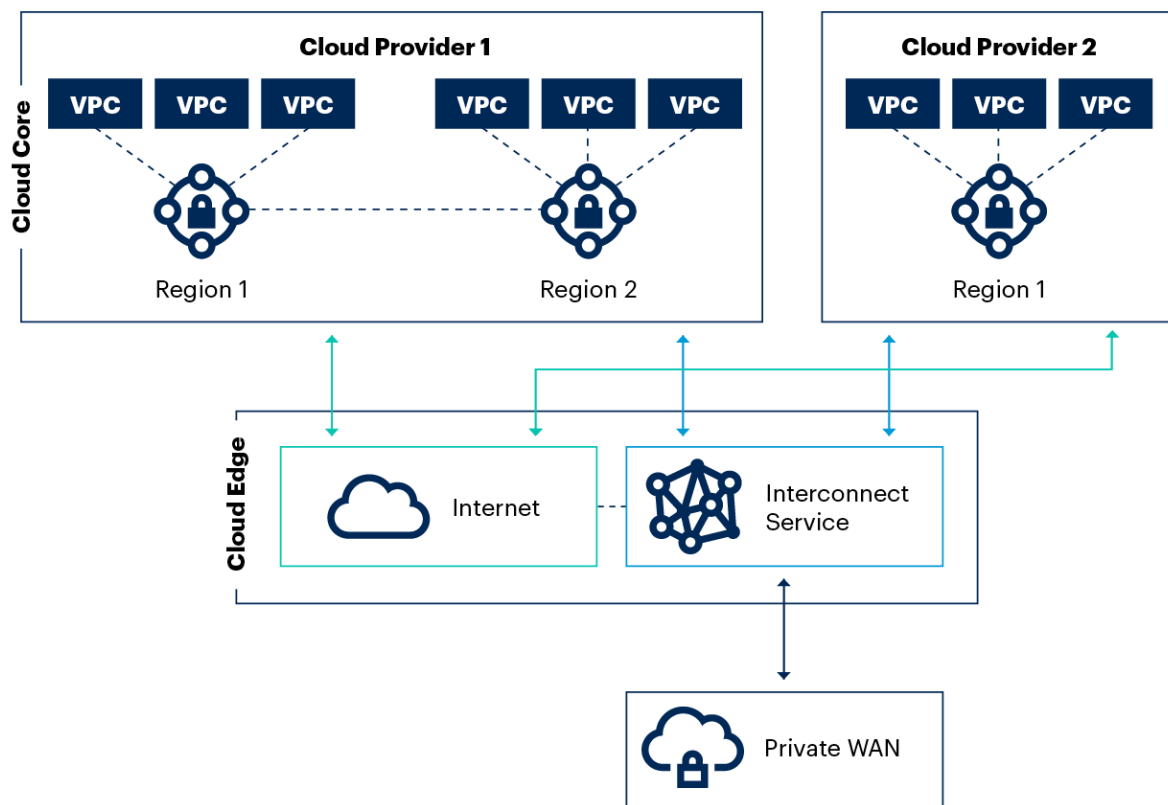 Cloud Provider 1
VPC VPC VPC VPC VPC VPC
Region 1 Region 2
Cloud Core
Cloud Provider 2
VPC VPC VPC
Region 1
Cloud Edge
Internet
Interconnect
Service
Private WAN